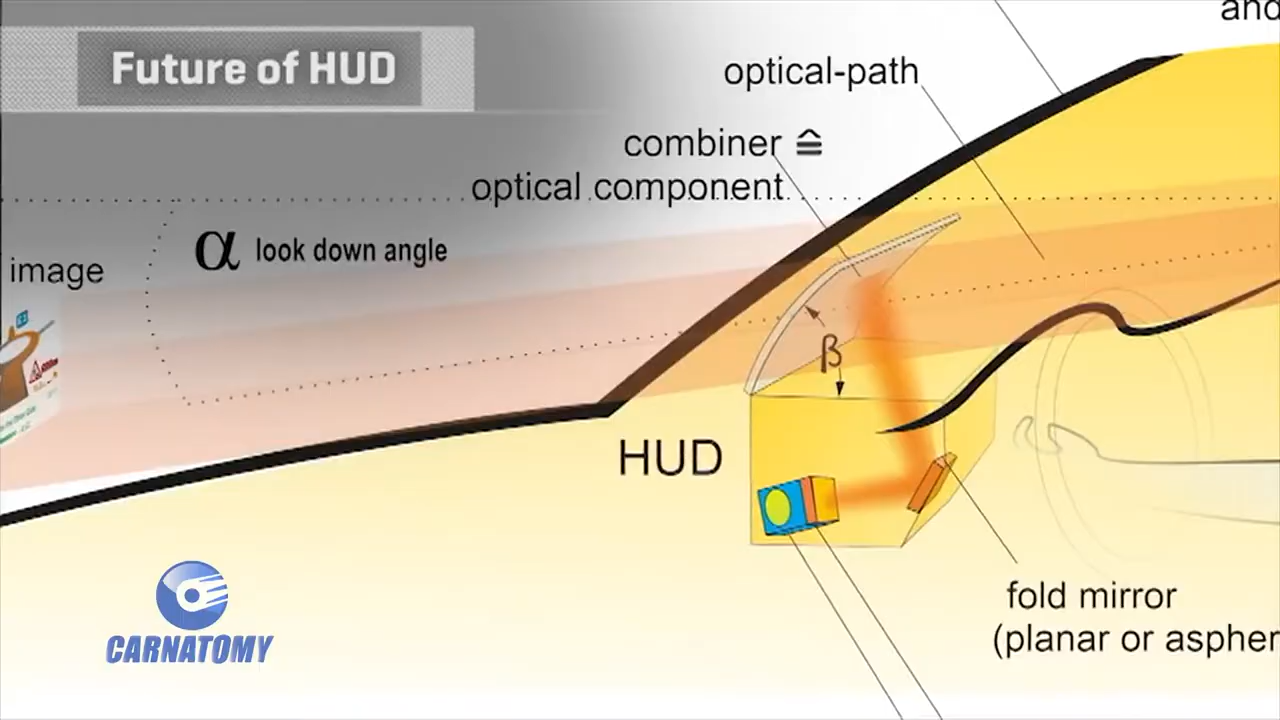 and
Future of HUD
optical-path
combiner ≙
optical component
α look down angle
image
β
HUD
fold mirror
(planar or aspher
CARNATOMY